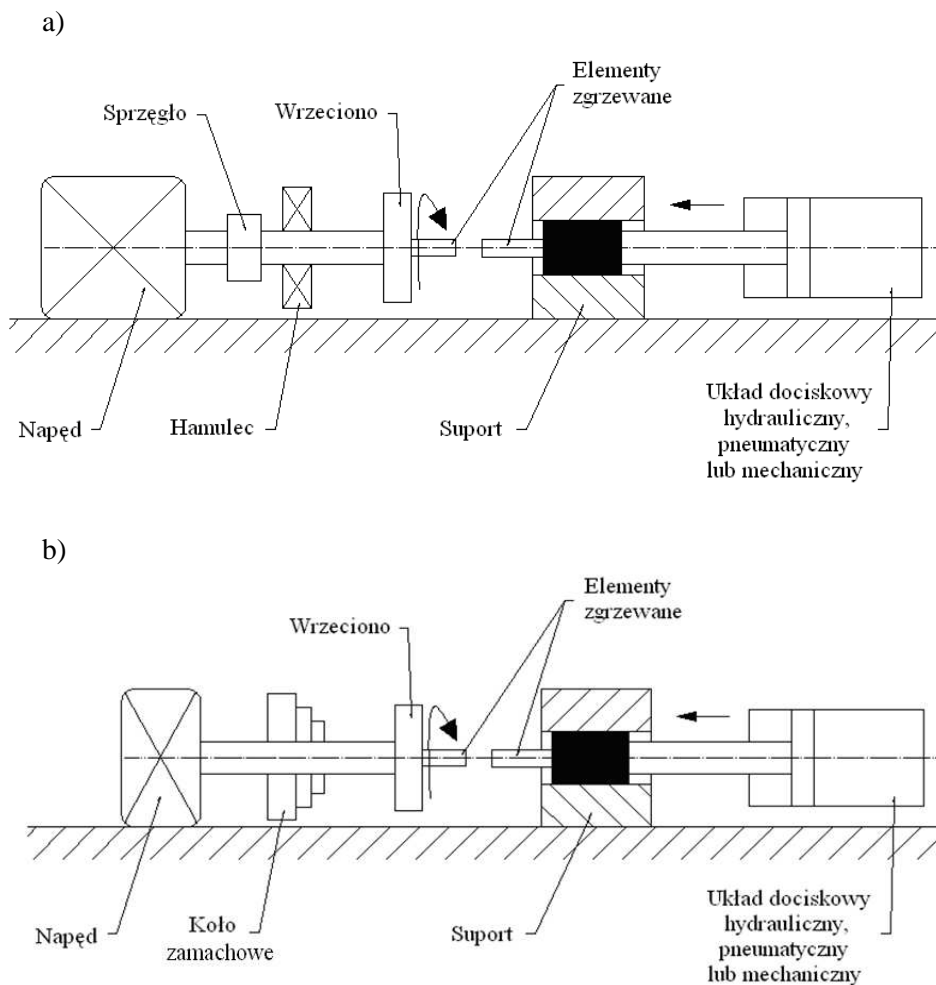 a)
Elementy
zgrzewane
Wrzeciono
Sprzęgło
Napęd
Hamulec
Suport
Układ dociskowy
hydrauliczny,
pneumatyczny
lub mechaniczny
b)
Elementy
zgrzewane
Wrzeciono
Napęd
Koło
zamachowe
Suport
Układ dociskowy
hydrauliczny,
pneumatyczny
lub mechaniczny